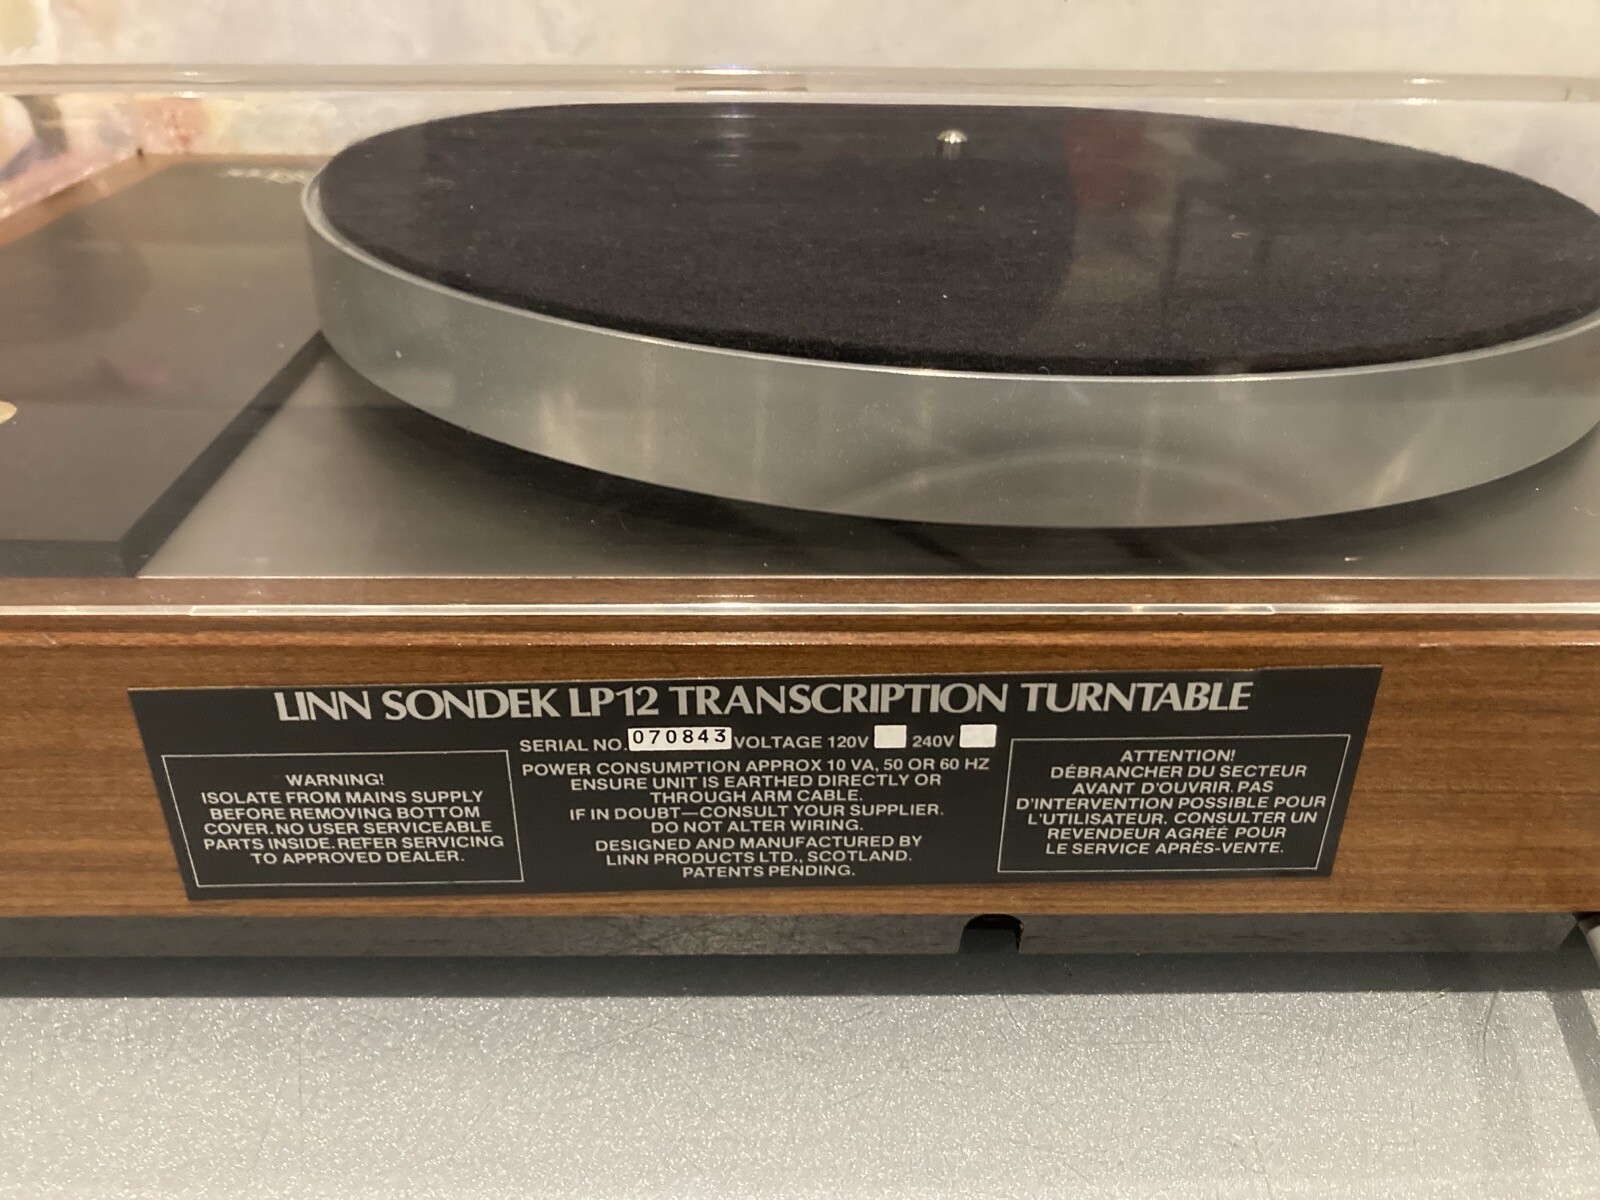 LINN SONDEK LP12 TRANSCRIPTION TURNTABLE
SERIAL NO. 070843 VOLTAGE 120V 240V
WARNING!
ISOLATE FROM MAINS SUPPLY
BEFORE REMOVING BOTTOM
COVER. NO USER SERVICEABLE
PARTS INSIDE. REFER SERVICING
TO APPROVED DEALER.
POWER CONSUMPTION APPROX 10 VA, 50 OR 60 HZ
ENSURE UNIT IS EARTHED DIRECTLY OR
THROUGH ARM CABLE.
IF IN DOUBT—CONSULT YOUR SUPPLIER.
DO NOT ALTER WIRING.
DESIGNED AND MANUFACTURED BY
LINN PRODUCTS LTD., SCOTLAND.
PATENTS PENDING.
ATTENTION!
DÉBRANCHER DU SECTEUR
AVANT D'OUVRIR. PAS
D'INTERVENTION POSSIBLE POUR
L'UTILISATEUR. CONSULTER UN
REVENDEUR AGRÉÉ POUR
LE SERVICE APRÈS-VENTE.